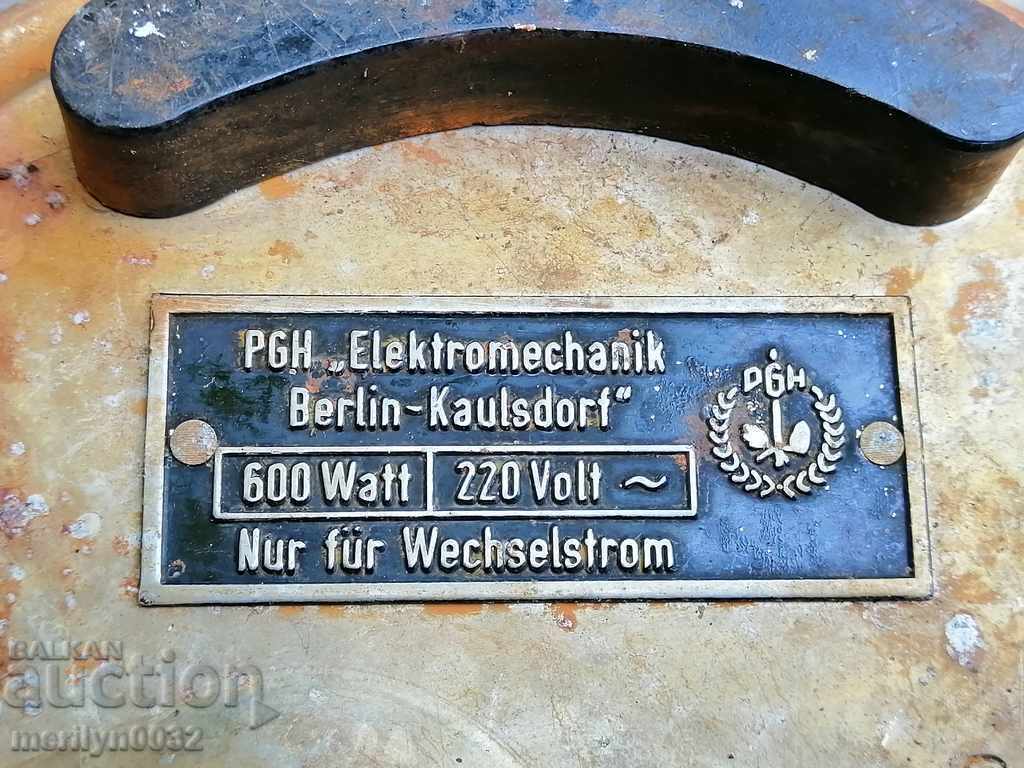 PGH „Elektromechanik
Berlin-Kaulsdorf“
PGH
600 Watt 220 Volt ~
Nur für Wechselstrom
BALKAN
auction
merilyn0032